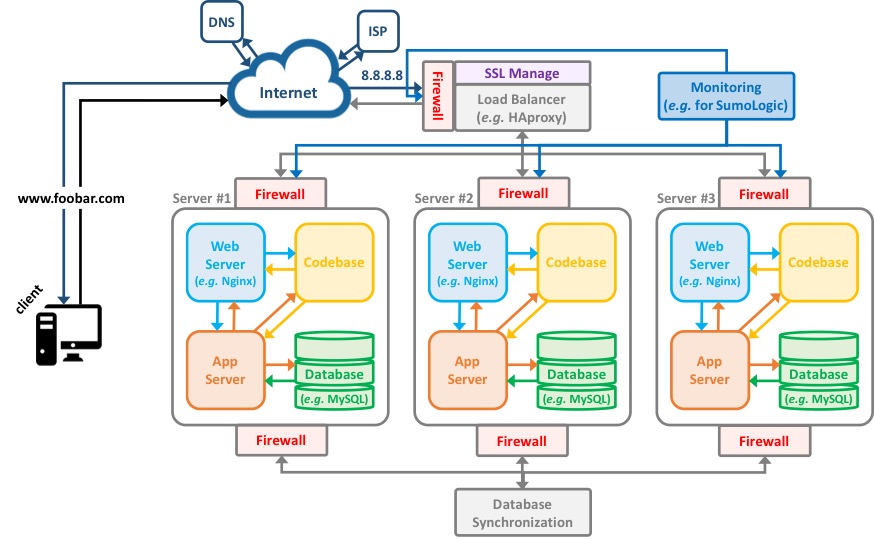 DNS
ISP
8.8.8.8
Internet
Firewall
SSL Manage
Load Balancer
(e.g. HAproxy)
Monitoring
(e.g. for SumoLogic)
www.foobar.com
client
Server #1
Firewall
Web
Server
(e.g. Nginx)
Codebase
App
Server
Database
(e.g. MySQL)
Firewall
Server #2
Firewall
Web
Server
(e.g. Nginx)
Codebase
App
Server
Database
(e.g. MySQL)
Firewall
Server #3
Firewall
Web
Server
(e.g. Nginx)
Codebase
App
Server
Database
(e.g. MySQL)
Firewall
Database
Synchronization